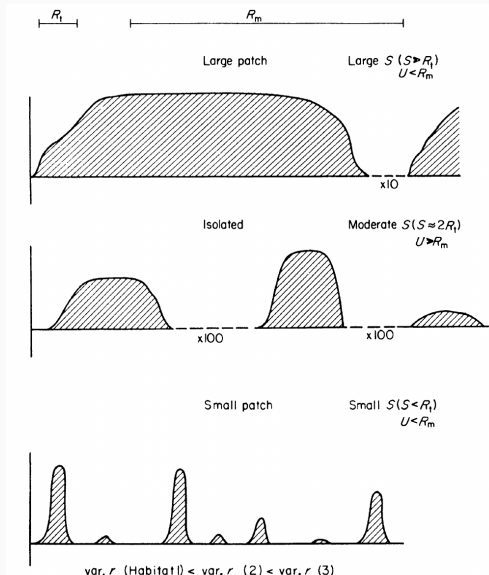 Rt Rm
Large patch Large S (S≫Rt)
U<Rm
x10
Isolated Moderate S(S≈2Rt)
U≫Rm
x100 x100
Small patch Small S(S<Rt)
U<Rm
var. r (Habitat I) < var. r (2) < var. r (3)